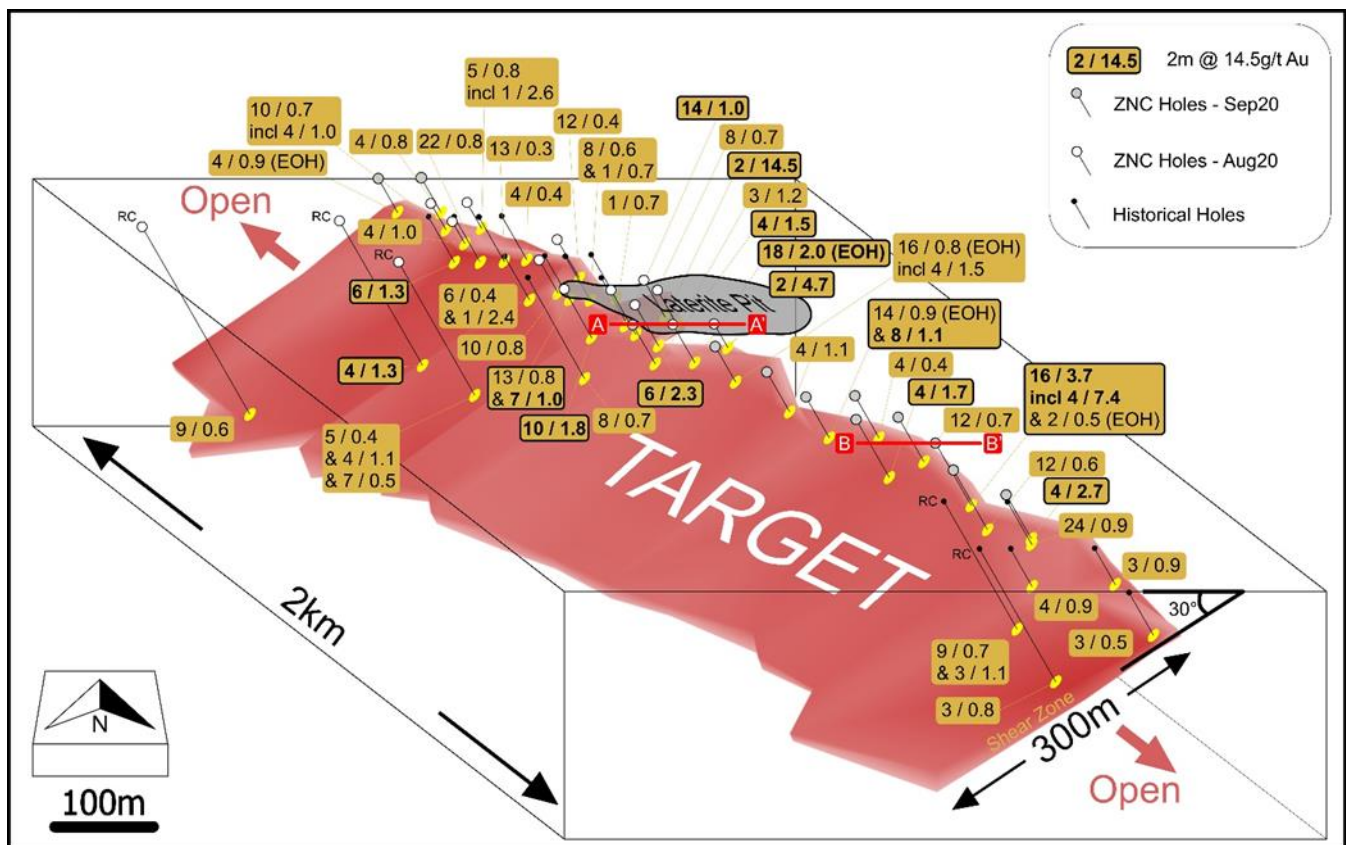 2 / 14.5 2m @ 14.5g/t Au
ZNC Holes - Sep20
ZNC Holes - Aug20
Historical Holes
5 / 0.8
incl 1 / 2.6
10 / 0.7
incl 4 / 1.0
4 / 0.9 (EOH)
4 / 0.8
22 / 0.8
13 / 0.3
12 / 0.4
8 / 0.6
& 1 / 0.7
4 / 0.4
1 / 0.7
14 / 1.0
8 / 0.7
2 / 14.5
3 / 1.2
4 / 1.5
18 / 2.0 (EOH)
2 / 4.7
16 / 0.8 (EOH)
incl 4 / 1.5
14 / 0.9 (EOH)
& 8 / 1.1
4 / 1.1
4 / 0.4
4 / 1.7
12 / 0.7
16 / 3.7
incl 4 / 7.4
& 2 / 0.5 (EOH)
12 / 0.6
4 / 2.7
24 / 0.9
3 / 0.9
Open
RC
RC
RC
4 / 1.0
6 / 1.3
6 / 0.4
& 1 / 2.4
10 / 0.8
4 / 1.3
13 / 0.8
& 7 / 1.0
10 / 1.8
8 / 0.7
6 / 2.3
9 / 0.6
5 / 0.4
& 4 / 1.1
& 7 / 0.5
Laterite Pit
A
A'
B
B'
TARGET
RC
RC
4 / 0.9
9 / 0.7
& 3 / 1.1
3 / 0.8
3 / 0.5
30°
Shear Zone
300m
Open
2km
N
100m